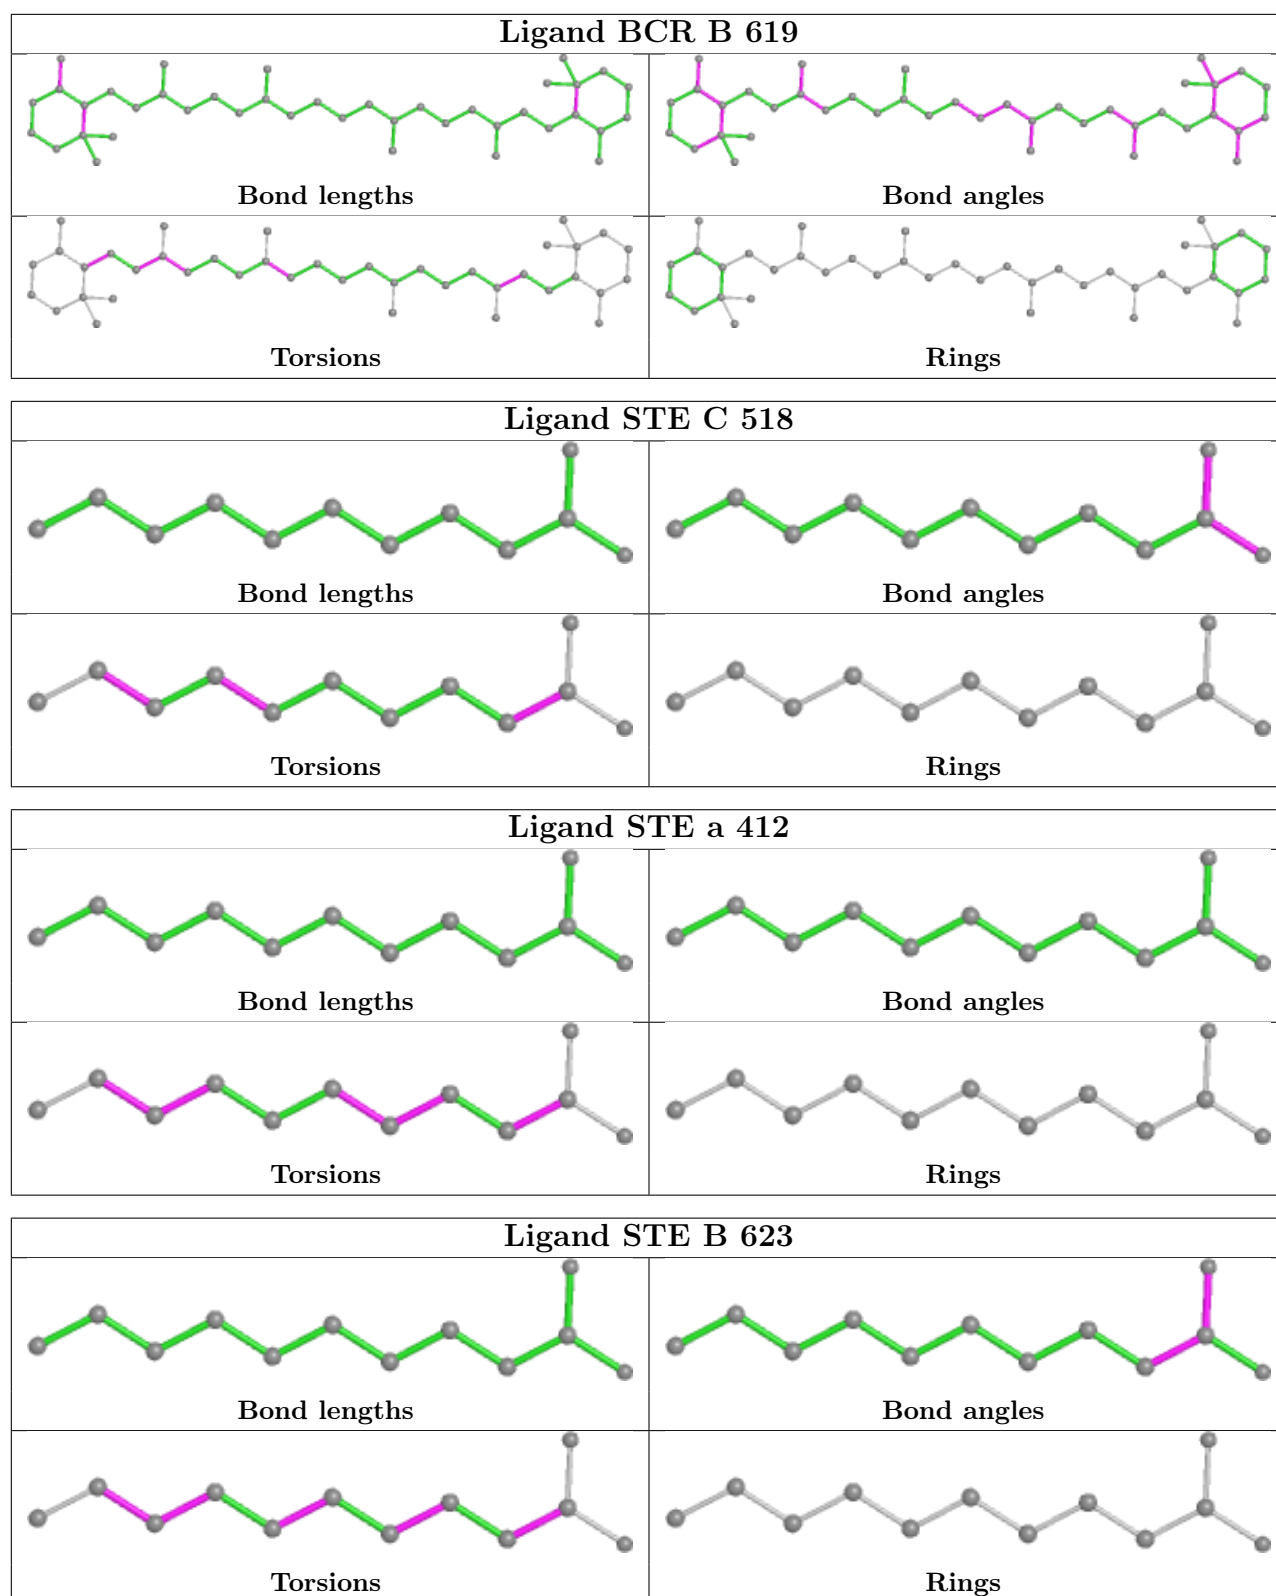 Ligand BCR B 619
Bond lengths
Bond angles
Torsions
Rings
Ligand STE C 518
Bond lengths
Bond angles
Torsions
Rings
Ligand STE a 412
Bond lengths
Bond angles
Torsions
Rings
Ligand STE B 623
Bond lengths
Bond angles
Torsions
Rings